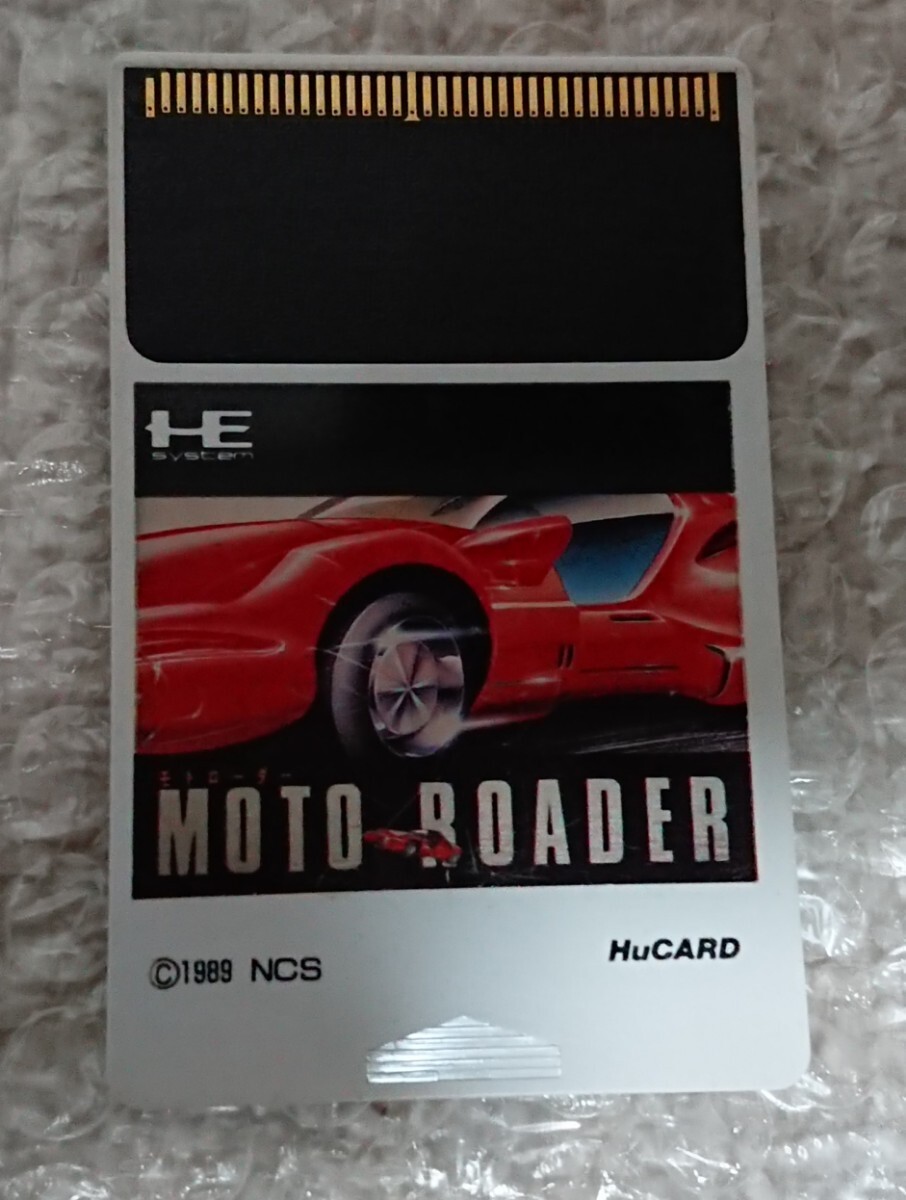 HE
system
モトローダー
MOTO ROADER
©1989 NCS
HuCARD